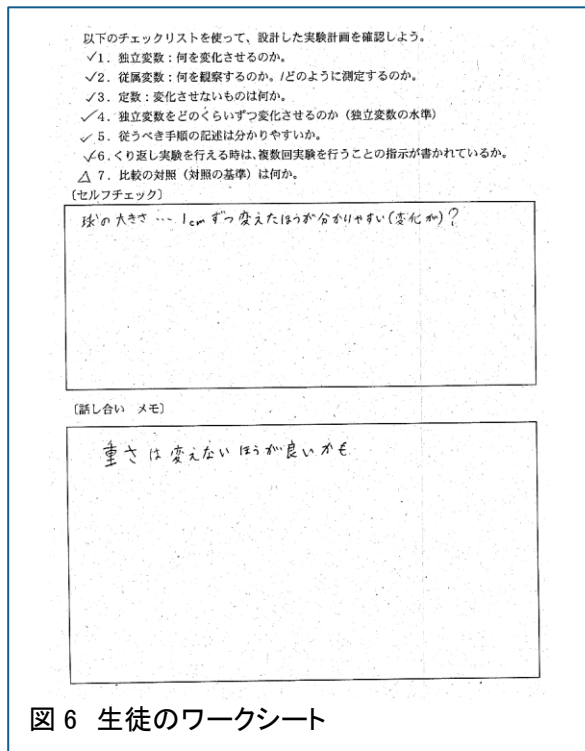 以下のチェックリストを使って、設計した実験計画を確認しよう。
✓1．独立変数：何を変化させるのか。
✓2．従属変数：何を観察するのか。/どのように測定するのか。
✓3．定数：変化させないものは何か。
✓4．独立変数をどのくらいずつ変化させるのか（独立変数の水準）
✓5．従うべき手順の記述は分かりやすいか。
✓6．くり返し実験を行える時は、複数回実験を行うことの指示が書かれているか。
△ 7．比較の対照（対照の基準）は何か。
〔セルフチェック〕
球の大きさ … 1cmずつ変えたほうが分かりやすい(変化が)？
〔話し合い　メモ〕
重さは変えないほうが良いかも
図 6 生徒のワークシート